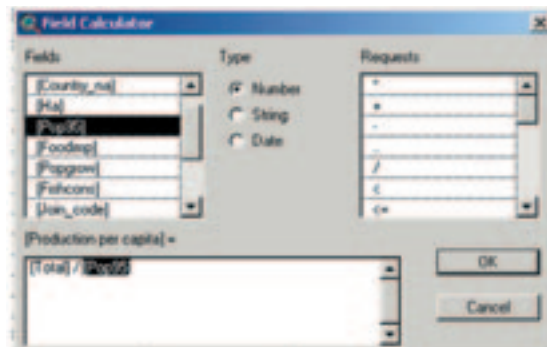 Field Calculator
Fields
Type
Requests
[Country_na]
[Ha]
[Pop95]
[Foodimp]
[Popgrow]
[Fishcons]
[Join_code]
Number
String
Date
*
+
-
/
<
<=
[Production per capita] =
[Total] / [Pop95]
OK
Cancel